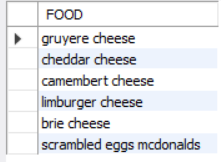 FOOD
gruyere cheese
cheddar cheese
camembert cheese
limburger cheese
brie cheese
scrambled eggs mcdonalds